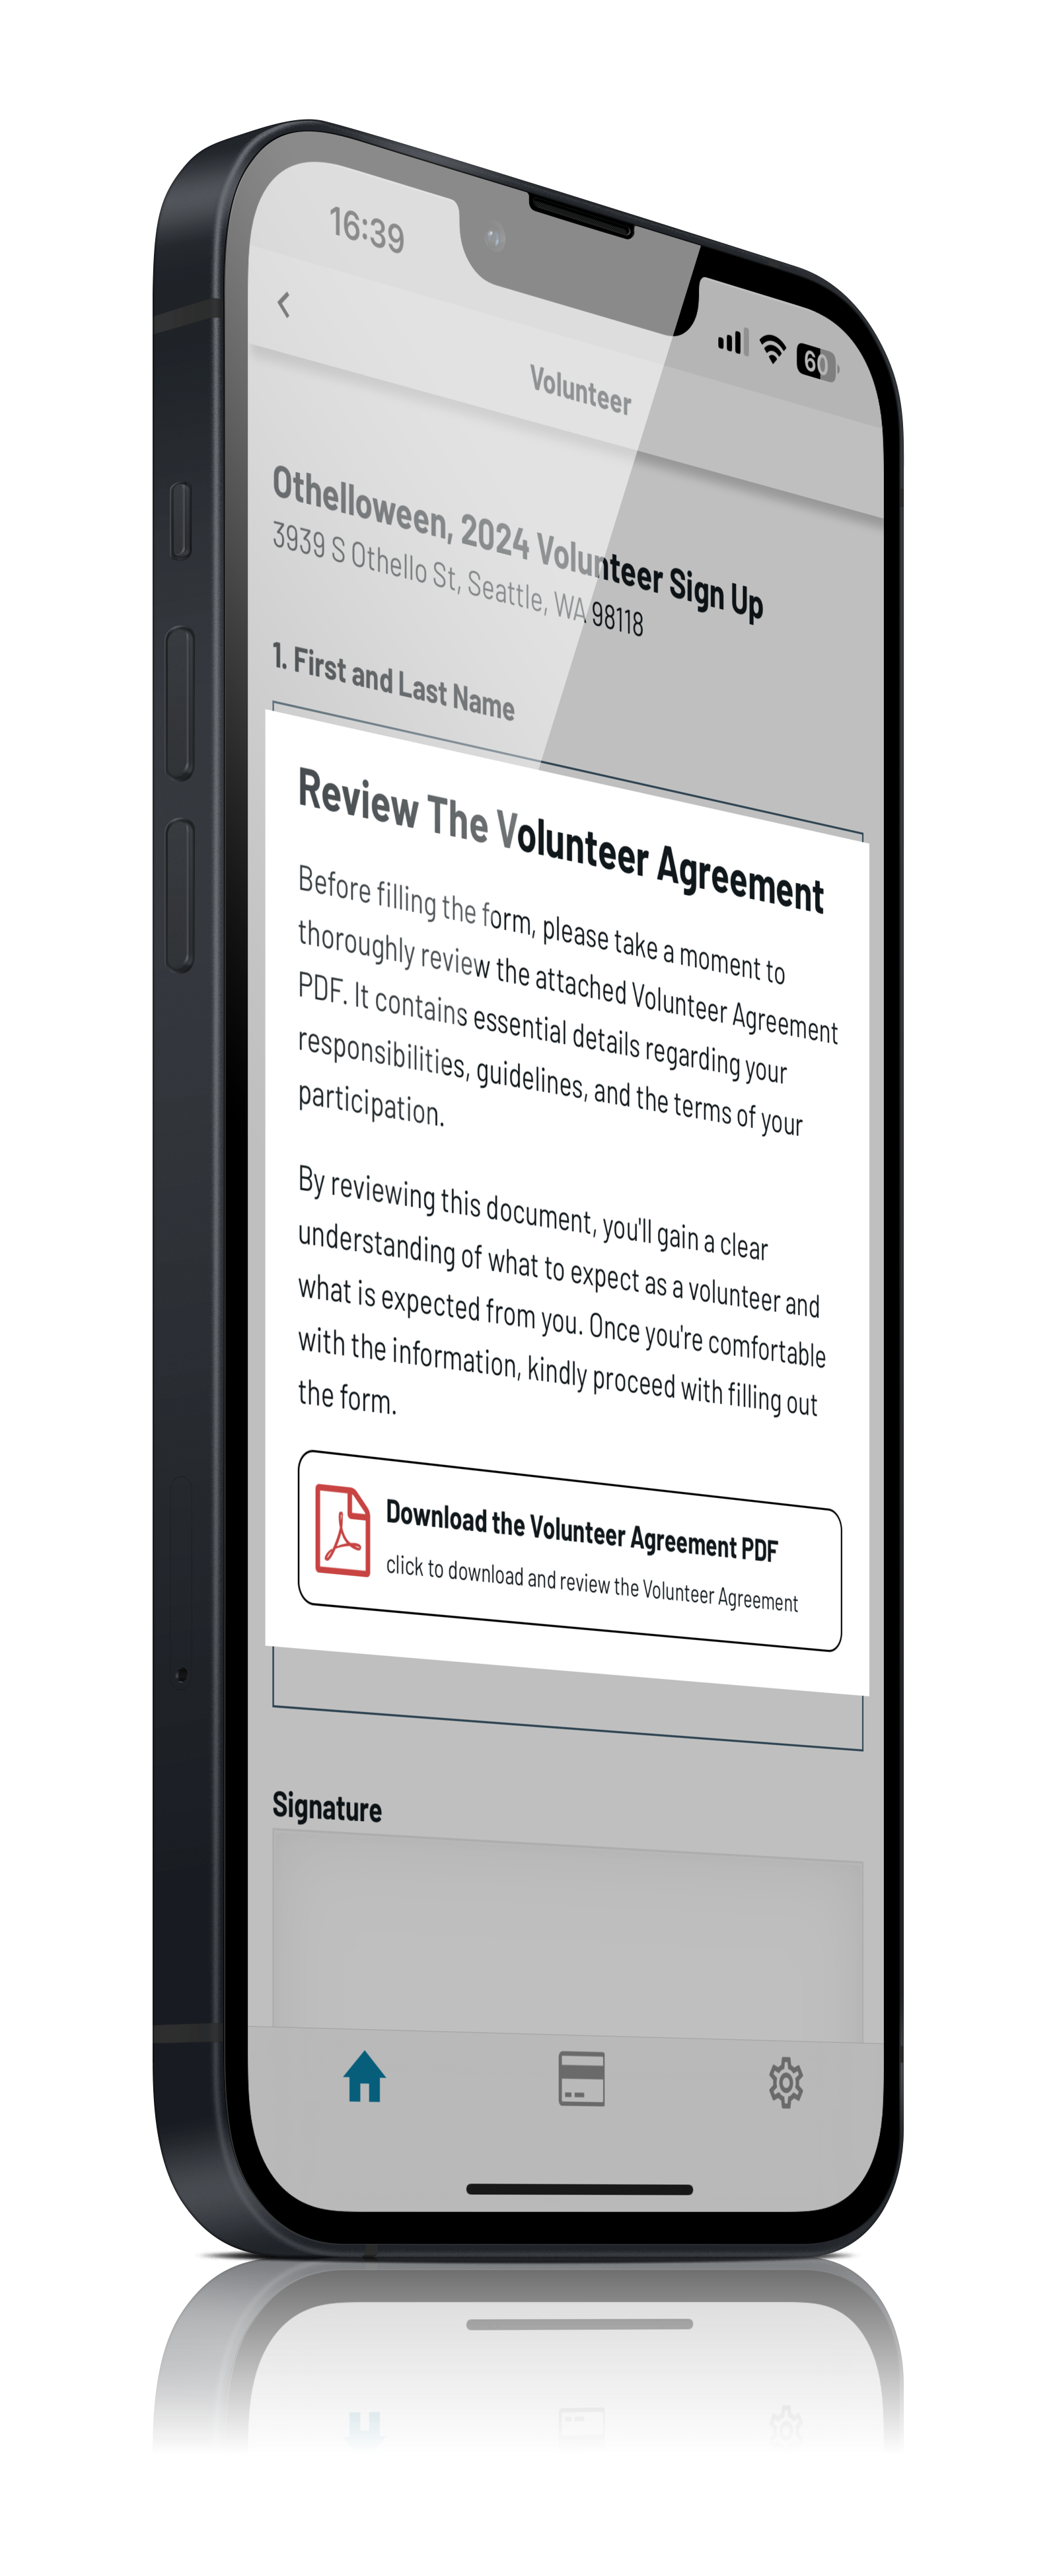 16:39
60
Volunteer
Othelloween, 2024 Volunteer Sign Up
3939 S Othello St, Seattle, WA 98118
1. First and Last Name
Review The Volunteer Agreement
Before filling the form, please take a moment to
thoroughly review the attached Volunteer Agreement
PDF. It contains essential details regarding your
responsibilities, guidelines, and the terms of your
participation.
By reviewing this document, you'll gain a clear
understanding of what to expect as a volunteer and
what is expected from you. Once you're comfortable
with the information, kindly proceed with filling out
the form.
Download the Volunteer Agreement PDF
click to download and review the Volunteer Agreement
Signature